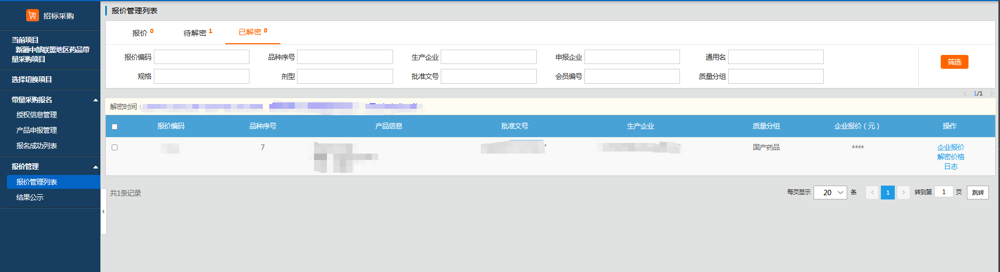 招标采购
当前项目
新疆中部联盟地区药品带
量采购项目
选择切换项目
带量采购报名
授权信息管理
产品申报管理
报名成功列表
报价管理
报价管理列表
结果公示
报价管理列表
报价 0 待解密 1 已解密 0
报价编码 品种序号 生产企业 申报企业 通用名
规格 剂型 批准文号 会员编号 质量分组
筛选
1/1
解密时间:
报价编码 品种序号 产品信息 批准文号 生产企业 质量分组 企业报价(元) 操作
7 国产药品 **** 企业报价
解密价格
日志
共1条记录 每页显示 20 条 < 1 > 转到第 1 页 跳转